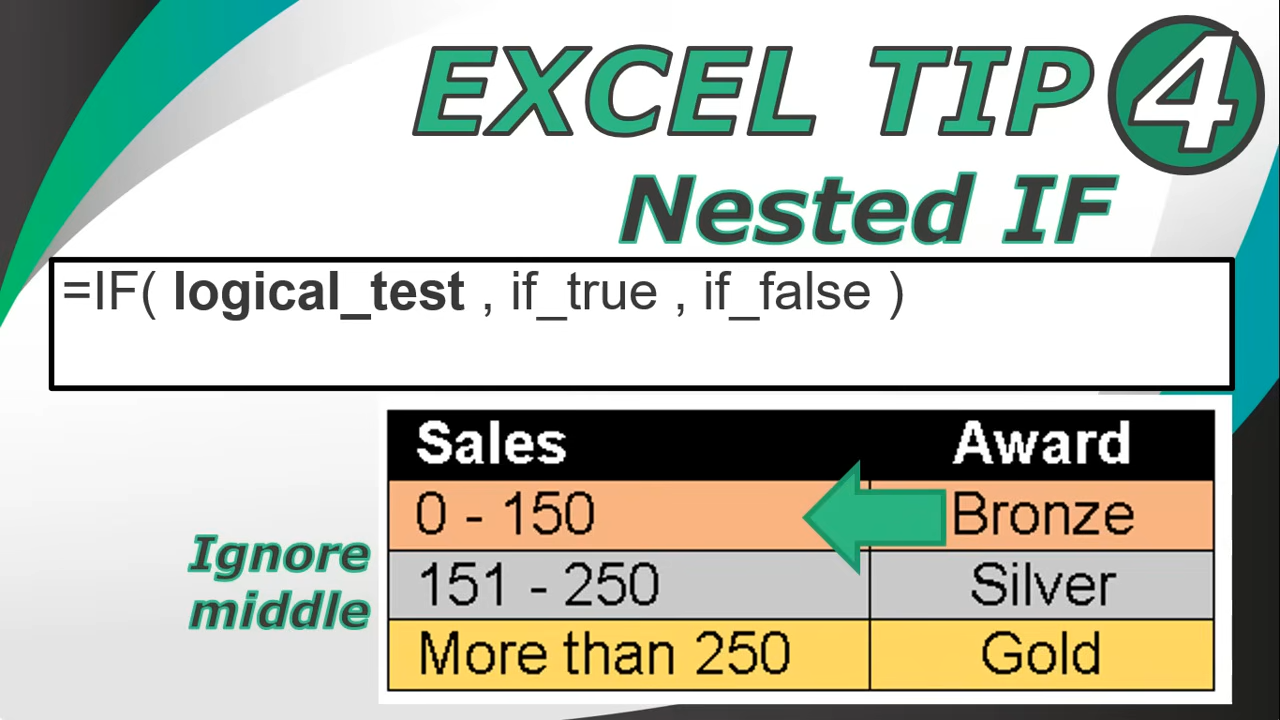 EXCEL TIP 4
Nested IF
=IF( logical_test , if_true , if_false )
Sales Award
0 - 150 Bronze
Ignore middle
151 - 250 Silver
More than 250 Gold